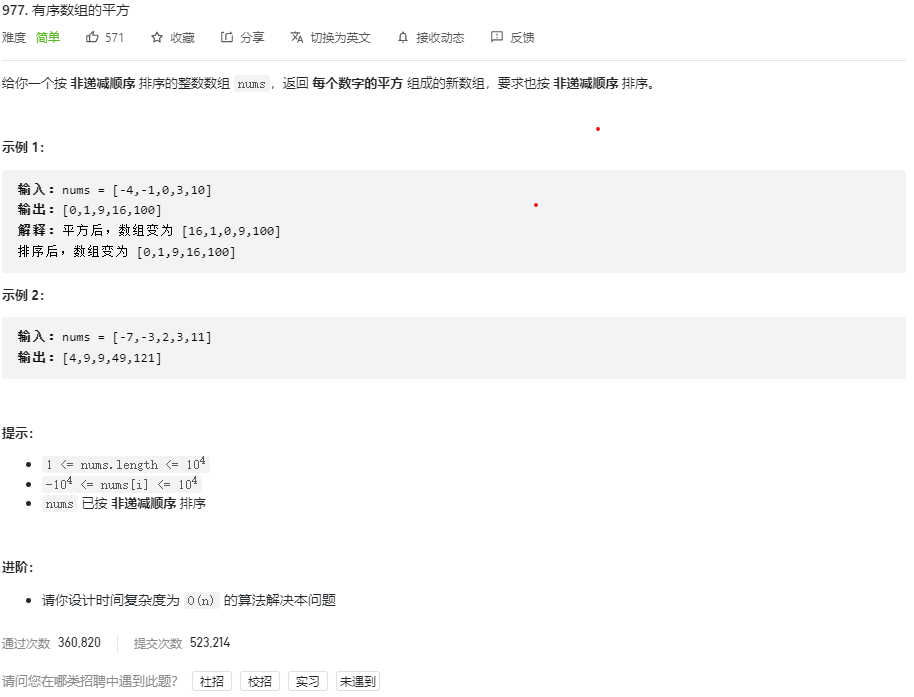 977. 有序数组的平方
难度 简单 571 收藏 分享 切换为英文 接收动态 反馈
给你一个按 非递减顺序 排序的整数数组 nums，返回 每个数字的平方 组成的新数组，要求也按 非递减顺序 排序。
示例 1：
输入：nums = [-4,-1,0,3,10]
输出：[0,1,9,16,100]
解释：平方后，数组变为 [16,1,0,9,100]
排序后，数组变为 [0,1,9,16,100]
示例 2：
输入：nums = [-7,-3,2,3,11]
输出：[4,9,9,49,121]
提示：
• 1 <= nums.length <= 10⁴
• -10⁴ <= nums[i] <= 10⁴
• nums 已按 非递减顺序 排序
进阶：
• 请你设计时间复杂度为 O(n) 的算法解决本问题
通过次数 360,820 提交次数 523,214
请问您在哪类招聘中遇到此题？ 社招 校招 实习 未遇到